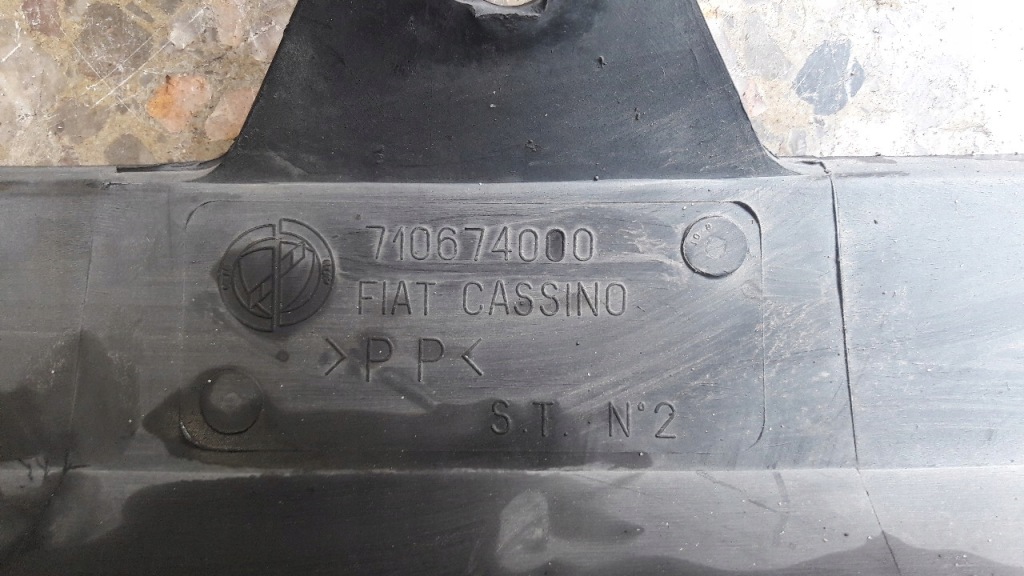 710674000
FIAT CASSINO
>PP<
S.T. N°2